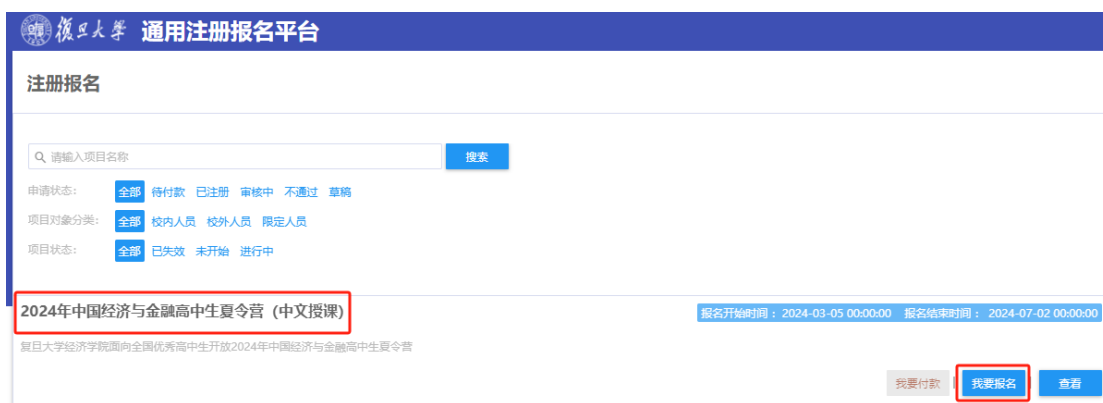 復旦大學 通用注册报名平台
注册报名
请输入项目名称 搜索
申请状态: 全部 待付款 已注册 审核中 不通过 草稿
项目对象分类: 全部 校内人员 校外人员 限定人员
项目状态: 全部 已失效 未开始 进行中
2024年中国经济与金融高中生夏令营（中文授课) 报名开始时间： 2024-03-05 00:00:00 报名结束时间： 2024-07-02 00:00:00
复旦大学经济学院面向全国优秀高中生开放2024年中国经济与金融高中生夏令营
我要付款 我要报名 查看